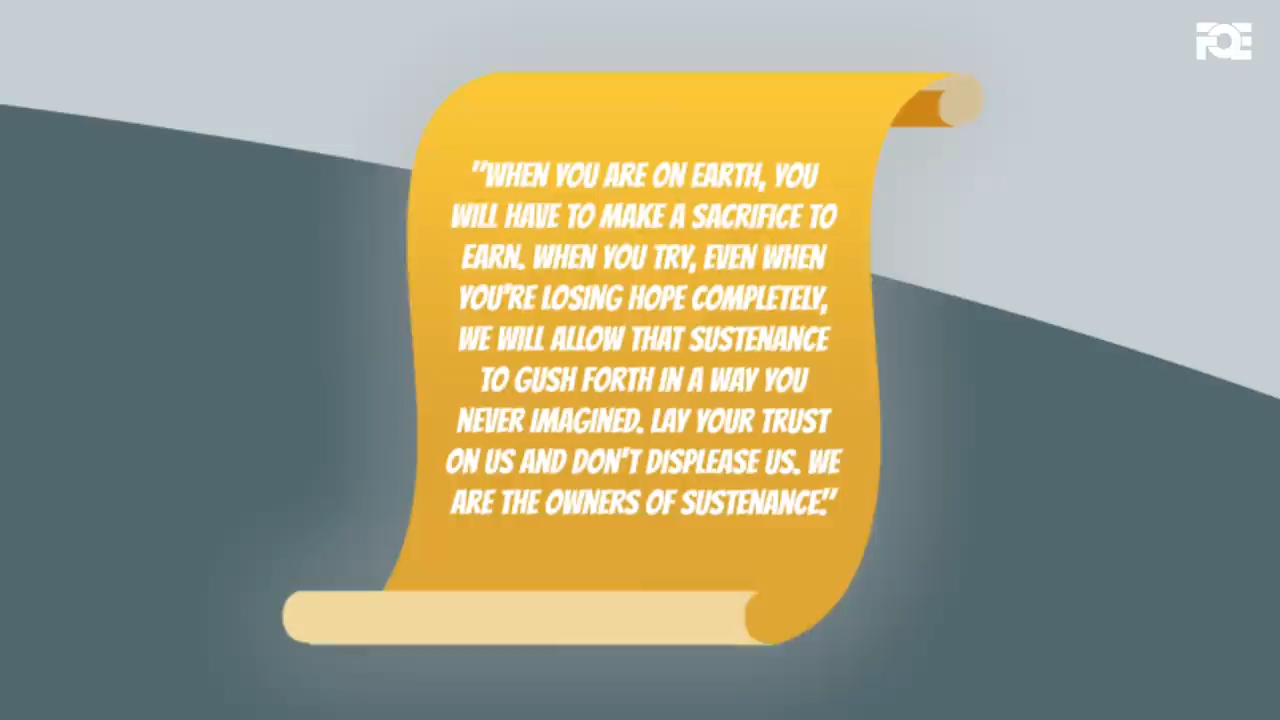 FOE
"WHEN YOU ARE ON EARTH, YOU
WILL HAVE TO MAKE A SACRIFICE TO
EARN. WHEN YOU TRY, EVEN WHEN
YOU'RE LOSING HOPE COMPLETELY,
WE WILL ALLOW THAT SUSTENANCE
TO GUSH FORTH IN A WAY YOU
NEVER IMAGINED. LAY YOUR TRUST
ON US AND DON'T DISPLEASE US. WE
ARE THE OWNERS OF SUSTENANCE."